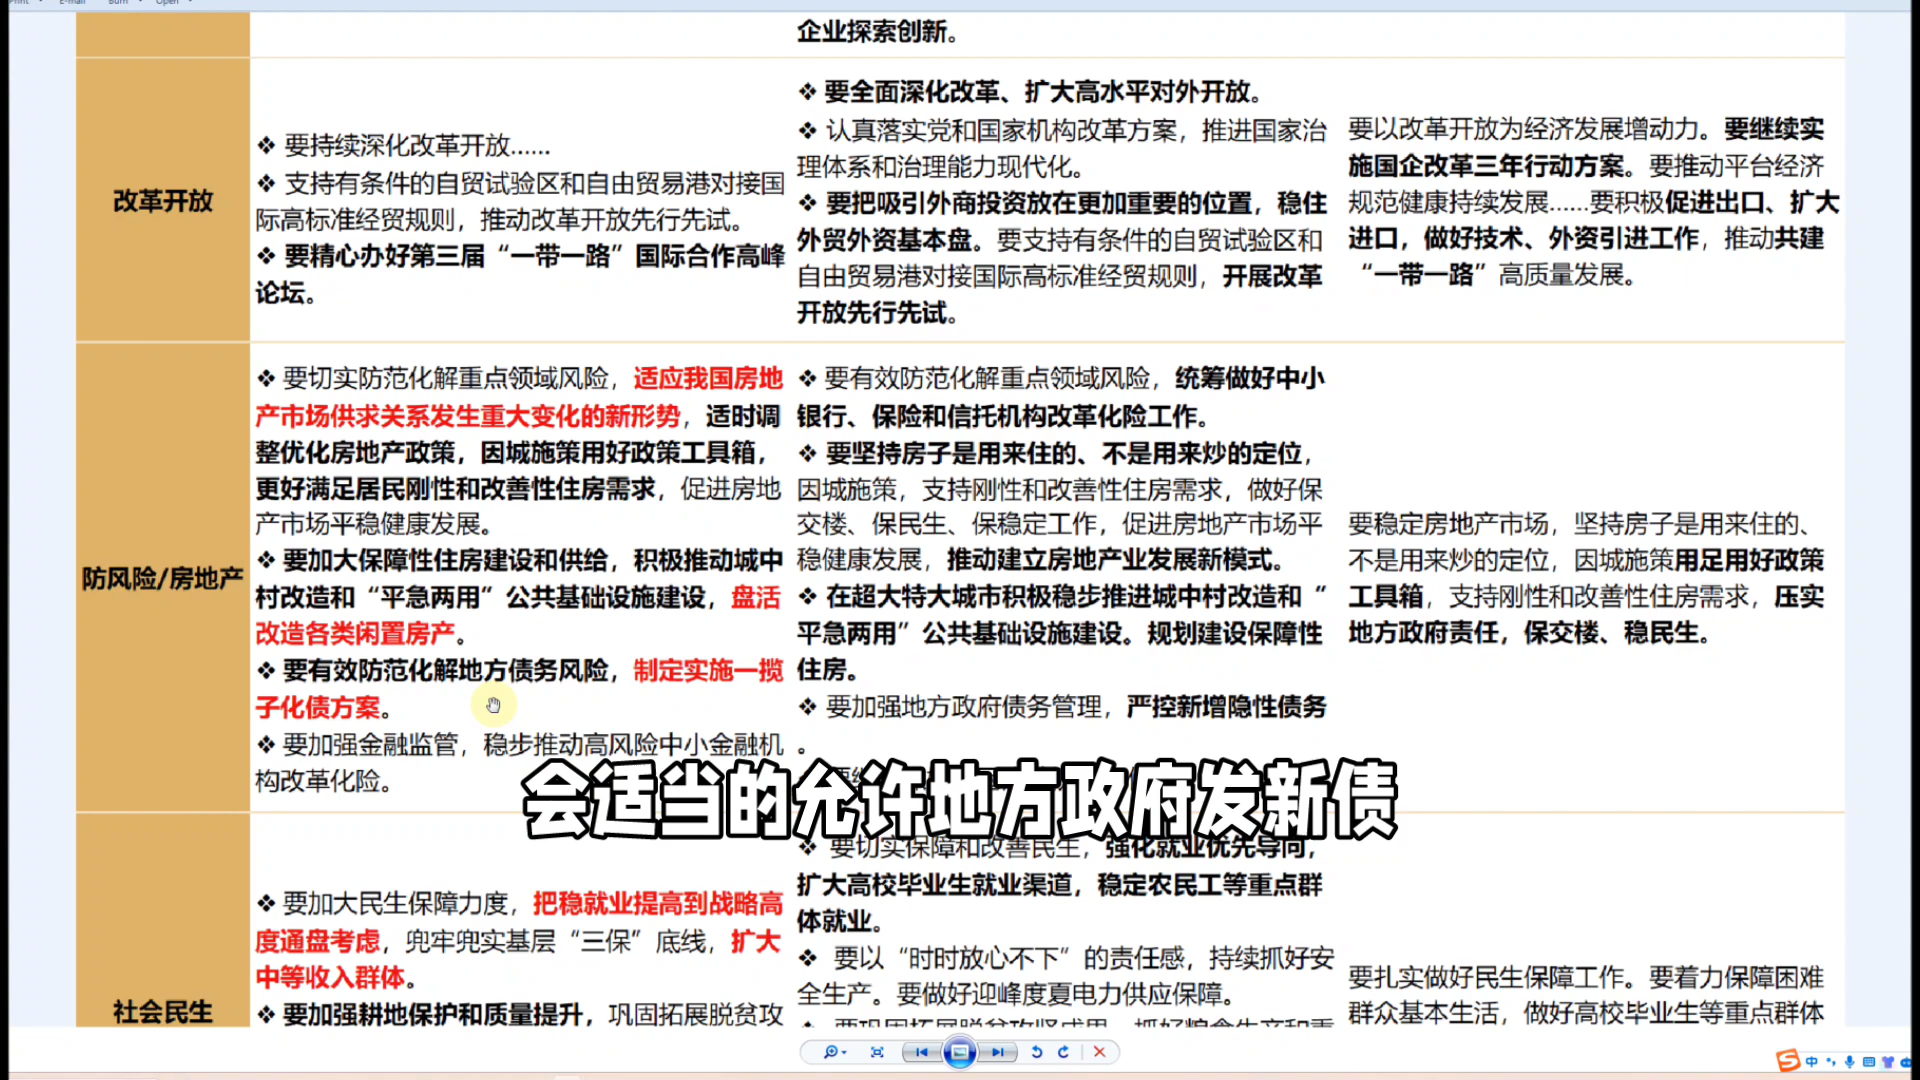 Print E-mail Burn Open
企业探索创新。
改革开放
❖ 要持续深化改革开放……
❖ 支持有条件的自贸试验区和自由贸易港对接国
际高标准经贸规则，推动改革开放先行先试。
❖ 要精心办好第三届“一带一路”国际合作高峰
论坛。
❖ 要全面深化改革、扩大高水平对外开放。
❖ 认真落实党和国家机构改革方案，推进国家治
理体系和治理能力现代化。
❖ 要把吸引外商投资放在更加重要的位置，稳住
外贸外资基本盘。要支持有条件的自贸试验区和
自由贸易港对接国际高标准经贸规则，开展改革
开放先行先试。
要以改革开放为经济发展增动力。要继续实
施国企改革三年行动方案。要推动平台经济
规范健康持续发展……要积极促进出口、扩大
进口，做好技术、外资引进工作，推动共建
“一带一路”高质量发展。
防风险/房地产
❖ 要切实防范化解重点领域风险，适应我国房地
产市场供求关系发生重大变化的新形势，适时调
整优化房地产政策，因城施策用好政策工具箱，
更好满足居民刚性和改善性住房需求，促进房地
产市场平稳健康发展。
❖ 要加大保障性住房建设和供给，积极推动城中
村改造和“平急两用”公共基础设施建设，盘活
改造各类闲置房产。
❖ 要有效防范化解地方债务风险，制定实施一揽
子化债方案。
❖ 要加强金融监管，稳步推动高风险中小金融机
构改革化险。
❖ 要有效防范化解重点领域风险，统筹做好中小
银行、保险和信托机构改革化险工作。
❖ 要坚持房子是用来住的、不是用来炒的定位，
因城施策，支持刚性和改善性住房需求，做好保
交楼、保民生、保稳定工作，促进房地产市场平
稳健康发展，推动建立房地产业发展新模式。
❖ 在超大特大城市积极稳步推进城中村改造和“
平急两用”公共基础设施建设。规划建设保障性
住房。
❖ 要加强地方政府债务管理，严控新增隐性债务
。
要稳定房地产市场，坚持房子是用来住的、
不是用来炒的定位，因城施策用足用好政策
工具箱，支持刚性和改善性住房需求，压实
地方政府责任，保交楼、稳民生。
会适当的允许地方政府发新债
社会民生
❖ 要加大民生保障力度，把稳就业提高到战略高
度通盘考虑，兜牢兜实基层“三保”底线，扩大
中等收入群体。
❖ 要加强耕地保护和质量提升，巩固拓展脱贫攻
❖ 要切实保障和改善民生，强化就业优先导向，
扩大高校毕业生就业渠道，稳定农民工等重点群
体就业。
❖ 要以“时时放心不下”的责任感，持续抓好安
全生产。要做好迎峰度夏电力供应保障。
❖ 要巩固拓展脱贫攻坚成果，抓好粮食生产和重
要扎实做好民生保障工作。要着力保障困难
群众基本生活，做好高校毕业生等重点群体
中